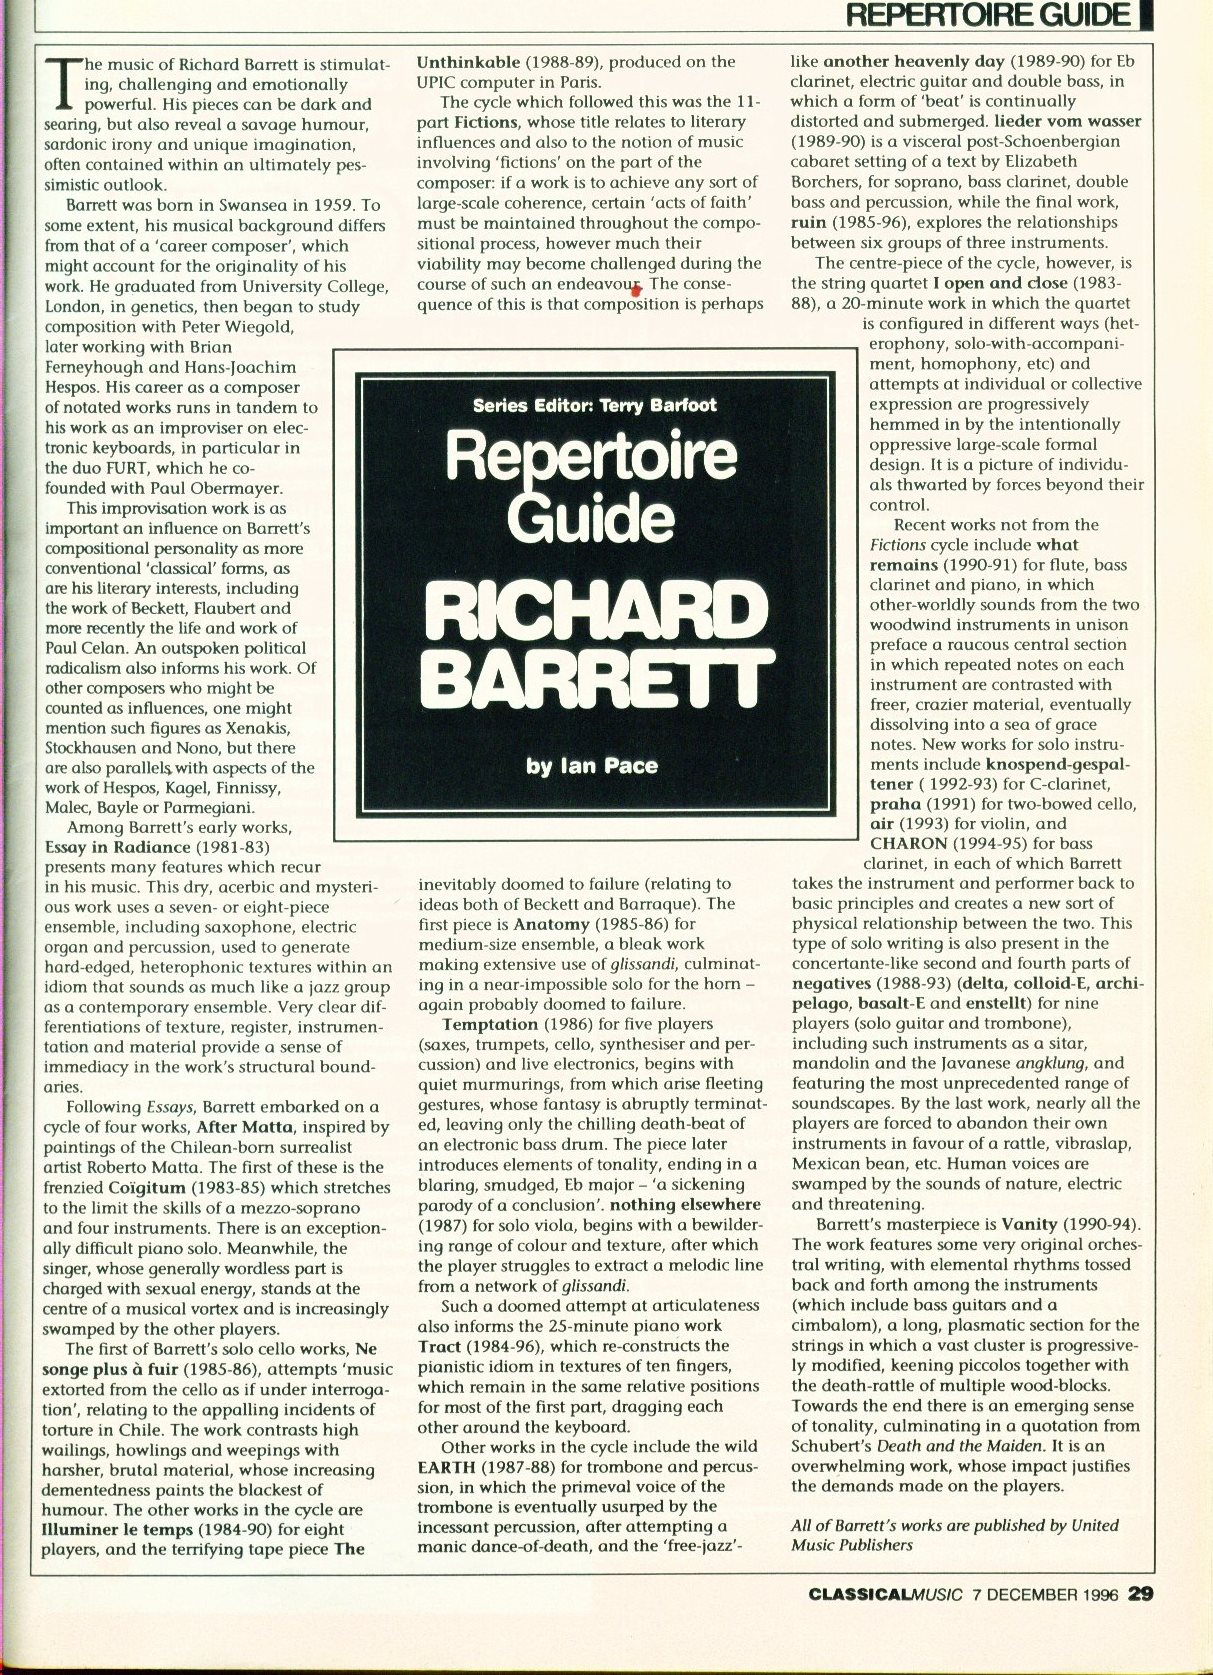 REPERTOIRE GUIDE
The music of Richard Barrett is stimulat-
ing, challenging and emotionally
powerful. His pieces can be dark and
searing, but also reveal a savage humour,
sardonic irony and unique imagination,
often contained within an ultimately pes-
simistic outlook.
Barrett was born in Swansea in 1959. To
some extent, his musical background differs
from that of a 'career composer', which
might account for the originality of his
work. He graduated from University College,
London, in genetics, then began to study
composition with Peter Wiegold,
later working with Brian
Ferneyhough and Hans-Joachim
Hespos. His career as a composer
of notated works runs in tandem to
his work as an improviser on elec-
tronic keyboards, in particular in
the duo FURT, which he co-
founded with Paul Obermayer.
This improvisation work is as
important an influence on Barrett's
compositional personality as more
conventional 'classical' forms, as
are his literary interests, including
the work of Beckett, Flaubert and
more recently the life and work of
Paul Celan. An outspoken political
radicalism also informs his work. Of
other composers who might be
counted as influences, one might
mention such figures as Xenakis,
Stockhausen and Nono, but there
are also parallels, with aspects of the
work of Hespos, Kagel, Finnissy,
Malec, Bayle or Parmegiani.
Among Barrett's early works,
Essay in Radiance (1981-83)
presents many features which recur
in his music. This dry, acerbic and mysteri-
ous work uses a seven- or eight-piece
ensemble, including saxophone, electric
organ and percussion, used to generate
hard-edged, heterophonic textures within an
idiom that sounds as much like a jazz group
as a contemporary ensemble. Very clear dif-
ferentiations of texture, register, instrumen-
tation and material provide a sense of
immediacy in the work's structural bound-
aries.
Following Essays, Barrett embarked on a
cycle of four works, After Matta, inspired by
paintings of the Chilean-born surrealist
artist Roberto Matta. The first of these is the
frenzied Coïgitum (1983-85) which stretches
to the limit the skills of a mezzo-soprano
and four instruments. There is an exception-
ally difficult piano solo. Meanwhile, the
singer, whose generally wordless part is
charged with sexual energy, stands at the
centre of a musical vortex and is increasingly
swamped by the other players.
The first of Barrett's solo cello works, Ne
songe plus à fuir (1985-86), attempts 'music
extorted from the cello as if under interroga-
tion', relating to the appalling incidents of
torture in Chile. The work contrasts high
wailings, howlings and weepings with
harsher, brutal material, whose increasing
dementedness paints the blackest of
humour. The other works in the cycle are
Illuminer le temps (1984-90) for eight
players, and the terrifying tape piece The
Unthinkable (1988-89), produced on the
UPIC computer in Paris.
The cycle which followed this was the 11-
part Fictions, whose title relates to literary
influences and also to the notion of music
involving 'fictions' on the part of the
composer: if a work is to achieve any sort of
large-scale coherence, certain 'acts of faith'
must be maintained throughout the compo-
sitional process, however much their
viability may become challenged during the
course of such an endeavour. The conse-
quence of this is that composition is perhaps
Series Editor: Terry Barfoot
Repertoire
Guide
RICHARD
BARRETT
by Ian Pace
inevitably doomed to failure (relating to
ideas both of Beckett and Barraque). The
first piece is Anatomy (1985-86) for
medium-size ensemble, a bleak work
making extensive use of glissandi, culminat-
ing in a near-impossible solo for the horn –
again probably doomed to failure.
Temptation (1986) for five players
(saxes, trumpets, cello, synthesiser and per-
cussion) and live electronics, begins with
quiet murmurings, from which arise fleeting
gestures, whose fantasy is abruptly terminat-
ed, leaving only the chilling death-beat of
an electronic bass drum. The piece later
introduces elements of tonality, ending in a
blaring, smudged, Eb major – 'a sickening
parody of a conclusion'. nothing elsewhere
(1987) for solo viola, begins with a bewilder-
ing range of colour and texture, after which
the player struggles to extract a melodic line
from a network of glissandi.
Such a doomed attempt at articulateness
also informs the 25-minute piano work
Tract (1984-96), which re-constructs the
pianistic idiom in textures of ten fingers,
which remain in the same relative positions
for most of the first part, dragging each
other around the keyboard.
Other works in the cycle include the wild
EARTH (1987-88) for trombone and percus-
sion, in which the primeval voice of the
trombone is eventually usurped by the
incessant percussion, after attempting a
manic dance-of-death, and the 'free-jazz'-
like another heavenly day (1989-90) for Eb
clarinet, electric guitar and double bass, in
which a form of 'beat' is continually
distorted and submerged. lieder vom wasser
(1989-90) is a visceral post-Schoenbergian
cabaret setting of a text by Elizabeth
Borchers, for soprano, bass clarinet, double
bass and percussion, while the final work,
ruin (1985-96), explores the relationships
between six groups of three instruments.
The centre-piece of the cycle, however, is
the string quartet I open and close (1983-
88), a 20-minute work in which the quartet
is configured in different ways (het-
erophony, solo-with-accompani-
ment, homophony, etc) and
attempts at individual or collective
expression are progressively
hemmed in by the intentionally
oppressive large-scale formal
design. It is a picture of individu-
als thwarted by forces beyond their
control.
Recent works not from the
Fictions cycle include what
remains (1990-91) for flute, bass
clarinet and piano, in which
other-worldly sounds from the two
woodwind instruments in unison
preface a raucous central section
in which repeated notes on each
instrument are contrasted with
freer, crazier material, eventually
dissolving into a sea of grace
notes. New works for solo instru-
ments include knospend-gespal-
tener ( 1992-93) for C-clarinet,
praha (1991) for two-bowed cello,
air (1993) for violin, and
CHARON (1994-95) for bass
clarinet, in each of which Barrett
takes the instrument and performer back to
basic principles and creates a new sort of
physical relationship between the two. This
type of solo writing is also present in the
concertante-like second and fourth parts of
negatives (1988-93) (delta, colloid-E, archi-
pelago, basalt-E and enstellt) for nine
players (solo guitar and trombone),
including such instruments as a sitar,
mandolin and the Javanese angklung, and
featuring the most unprecedented range of
soundscapes. By the last work, nearly all the
players are forced to abandon their own
instruments in favour of a rattle, vibraslap,
Mexican bean, etc. Human voices are
swamped by the sounds of nature, electric
and threatening.
Barrett's masterpiece is Vanity (1990-94).
The work features some very original orches-
tral writing, with elemental rhythms tossed
back and forth among the instruments
(which include bass guitars and a
cimbalom), a long, plasmatic section for the
strings in which a vast cluster is progressive-
ly modified, keening piccolos together with
the death-rattle of multiple wood-blocks.
Towards the end there is an emerging sense
of tonality, culminating in a quotation from
Schubert's Death and the Maiden. It is an
overwhelming work, whose impact justifies
the demands made on the players.
All of Barrett's works are published by United
Music Publishers
CLASSICALMUSIC 7 DECEMBER 1996 29